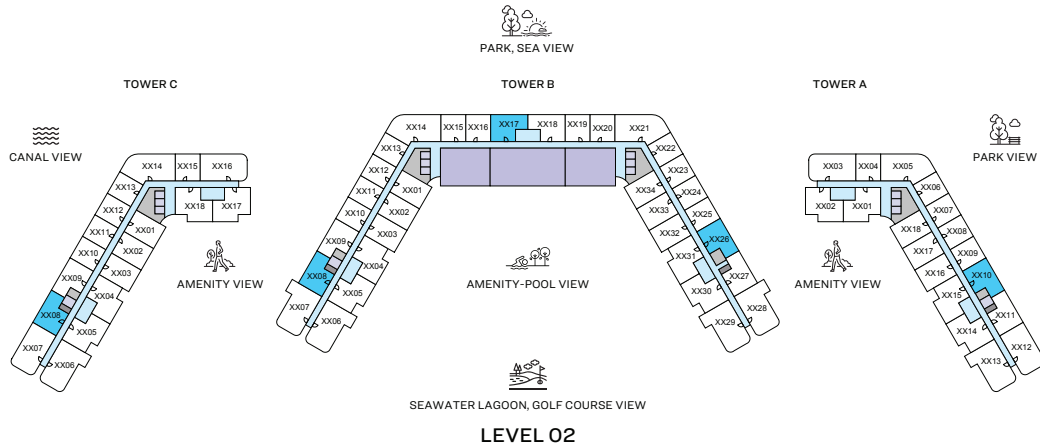 PARK, SEA VIEW
TOWER C
TOWER B
TOWER A
CANAL VIEW
PARK VIEW
XX14
XX15
XX16
XX13
XX12
XX11
XX10
XX09
XX08
XX07
XX06
XX05
XX04
XX03
XX02
XX01
XX18
XX17
AMENITY VIEW
XX14
XX15
XX16
XX17
XX18
XX19
XX20
XX21
XX13
XX12
XX11
XX10
XX09
XX08
XX07
XX06
XX05
XX04
XX03
XX02
XX01
XX22
XX23
XX24
XX25
XX26
XX27
XX28
XX29
XX30
XX31
XX32
XX33
XX34
AMENITY-POOL VIEW
XX03
XX04
XX05
XX02
XX01
XX06
XX07
XX08
XX09
XX10
XX11
XX12
XX13
XX14
XX15
XX16
XX17
XX18
AMENITY VIEW
SEAWATER LAGOON, GOLF COURSE VIEW
LEVEL 02